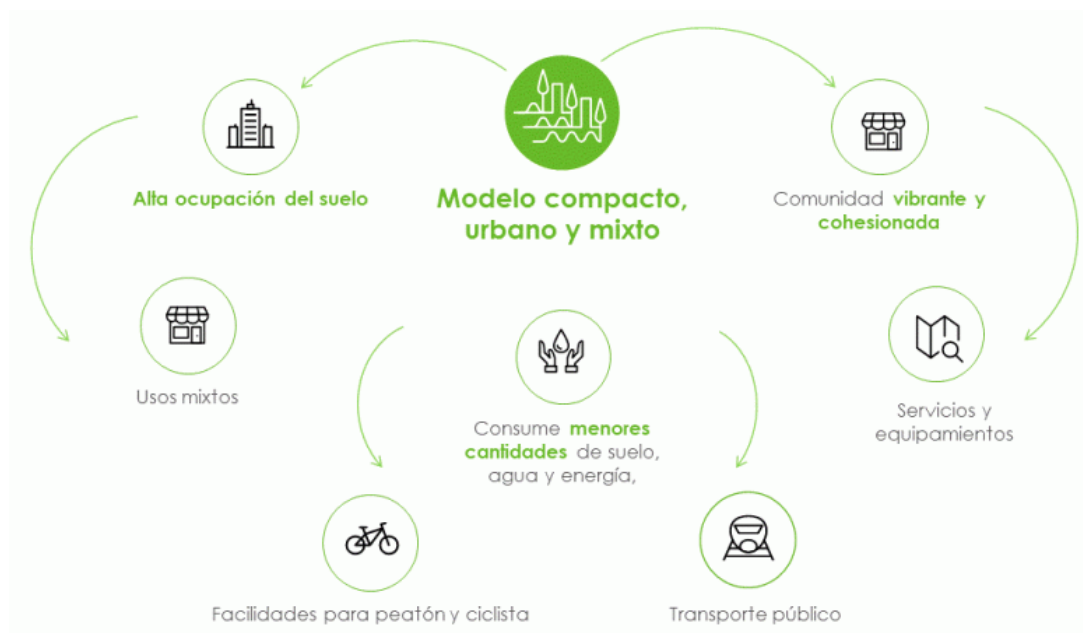 Modelo compacto,
urbano y mixto
Alta ocupación del suelo
Comunidad vibrante y
cohesionada
Usos mixtos
Consume menores
cantidades de suelo,
agua y energía,
Servicios y
equipamientos
Facilidades para peatón y ciclista
Transporte público